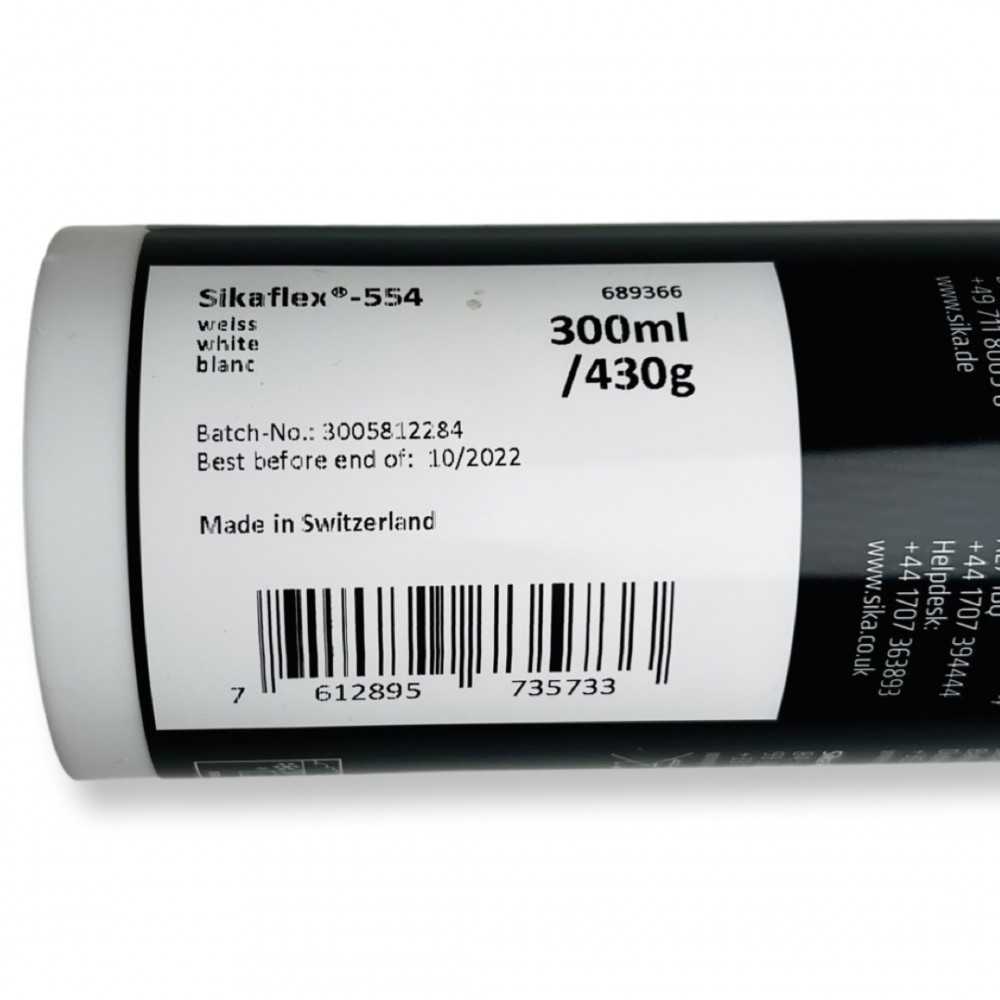 Sikaflex®-554
weiss
white
blanc
689366
300ml
/430g
Batch-No.: 3005812284
Best before end of: 10/2022
Made in Switzerland
7 612895 735733
www.sika.de
Helpdesk:
+44 1707 394444
+44 1707 363893
www.sika.co.uk